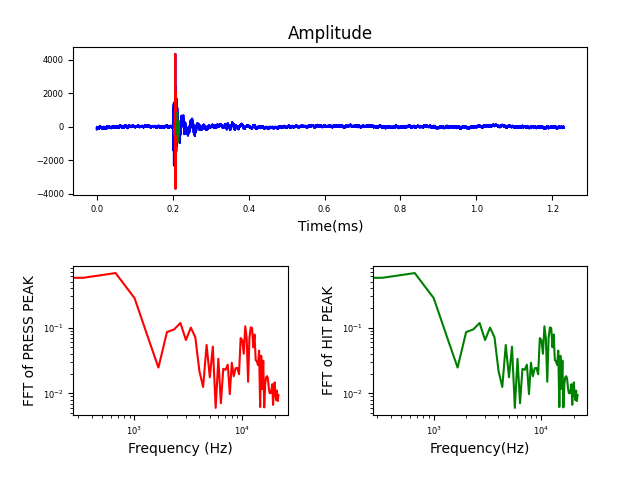 Amplitude
4000
2000
0
−2000
−4000
0.0 0.2 0.4 0.6 0.8 1.0 1.2
Time(ms)
FFT of PRESS PEAK
10⁻¹
10⁻²
10³ 10⁴
Frequency (Hz)
FFT of HIT PEAK
10⁻¹
10⁻²
10³ 10⁴
Frequency(Hz)